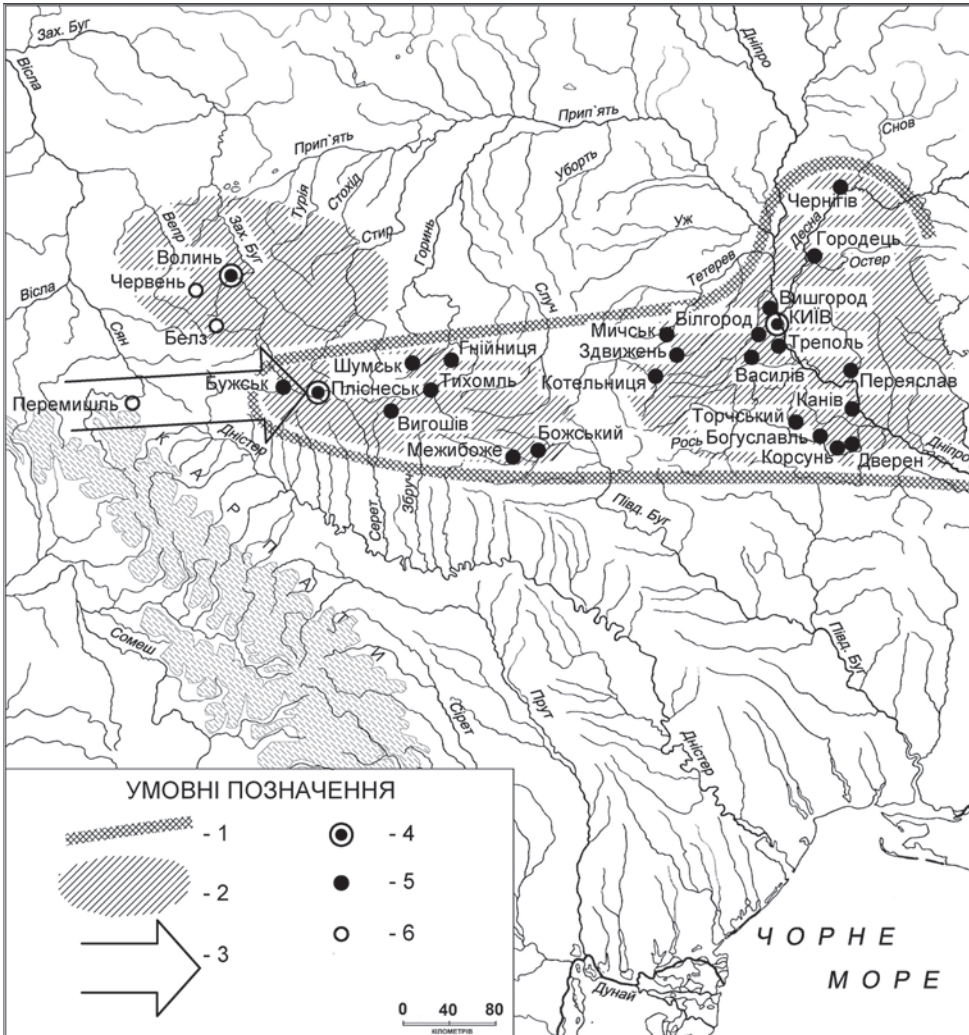 Зах. Буг
Вісла
Дніпро
Снов
Прип`ять
Прип`ять
Уборть
Турія
Стохід
Уж
Чернігів
Десна
Вепр
Зах. Буг
Стир
Горинь
Городець
Остер
Волинь
Тетерев
Червень
Вісла
Случ
Вишгород
КИЇВ
Сян
Белз
Мичськ
Білгород
Треполь
Гнійниця
Шумськ
Здвижень
Бужськ
Пліснеськ
Тихомль
Котельниця
Василів
Переяслав
Перемишль
Канів
Вигошів
Торчський
Божський
Дністер
Межибоже
Рось
Богуславль
Корсунь
Дверен
Дніпро
КАРПАТИ
Серет
Збруч
Півд. Буг
Сомеш
Півд. Буг
Сірет
Прут
Дністер
УМОВНІ ПОЗНАЧЕННЯ
- 1
- 4
- 2
- 5
- 3
- 6
ЧОРНЕ
МОРЕ
Дунай
0 40 80
КІЛОМЕТРІВ